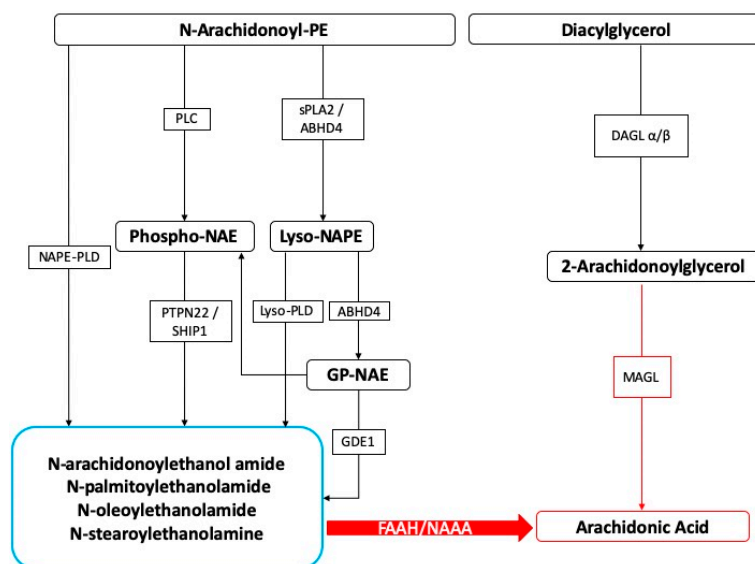 N-Arachidonoyl-PE
Diacylglycerol
PLC
sPLA2 /
ABHD4
DAGL α/β
Phospho-NAE
Lyso-NAPE
NAPE-PLD
2-Arachidonoylglycerol
PTPN22 /
SHIP1
Lyso-PLD
ABHD4
GP-NAE
MAGL
GDE1
N-arachidonoylethanol amide
N-palmitoylethanolamide
N-oleoylethanolamide
N-stearoylethanolamine
FAAH/NAAA
Arachidonic Acid